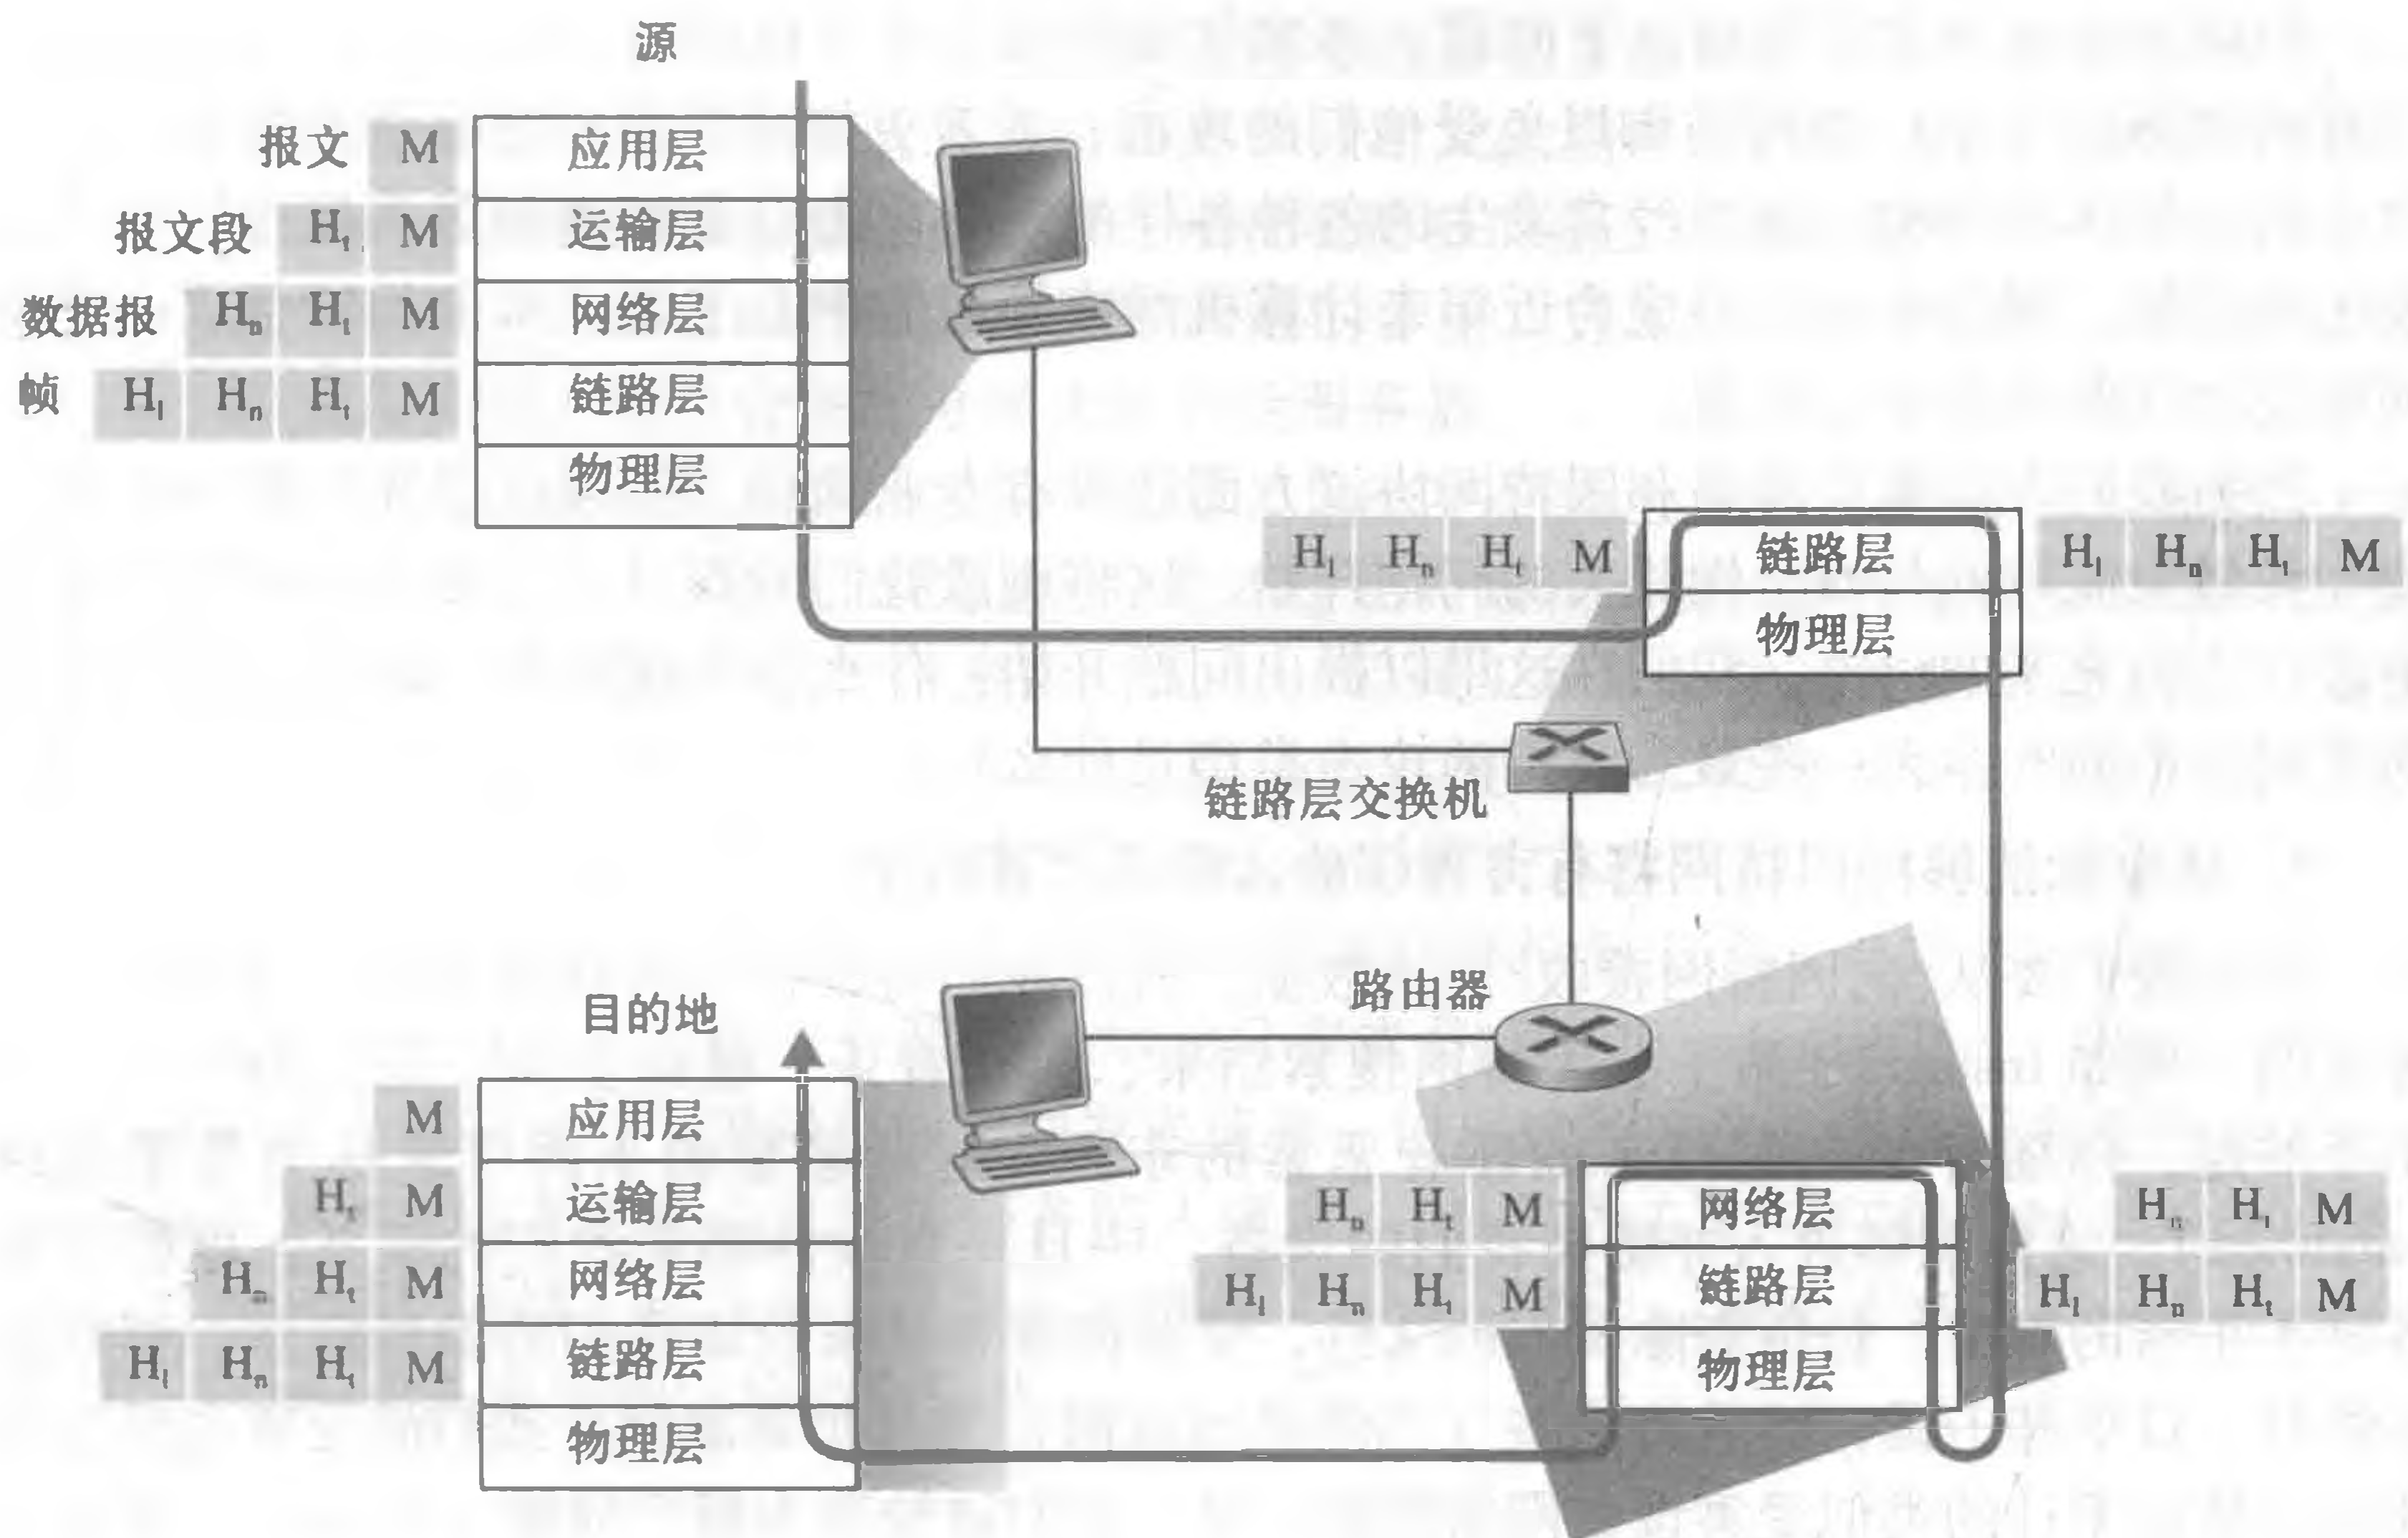 源
报文 M 应用层
报文段 Ht M 运输层
数据报 Hn Ht M 网络层
帧 Hl Hn Ht M 链路层
物理层
Hl Hn Ht M 链路层 Hl Hn Ht M
物理层
链路层交换机
路由器
目的地
M 应用层
Ht M 运输层
Hn Ht M 网络层
Hl Hn Ht M 链路层
物理层
Hn Ht M 网络层 Hn Ht M
Hl Hn Ht M 链路层 Hl Hn Ht M
物理层